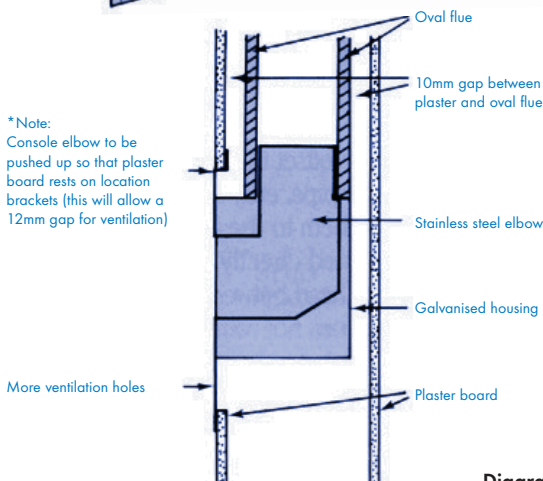 Oval flue
10mm gap between
plaster and oval flue
*Note:
Console elbow to be
pushed up so that plaster
board rests on location
brackets (this will allow a
12mm gap for ventilation)
Stainless steel elbow
Galvanised housing
More ventilation holes
Plaster board